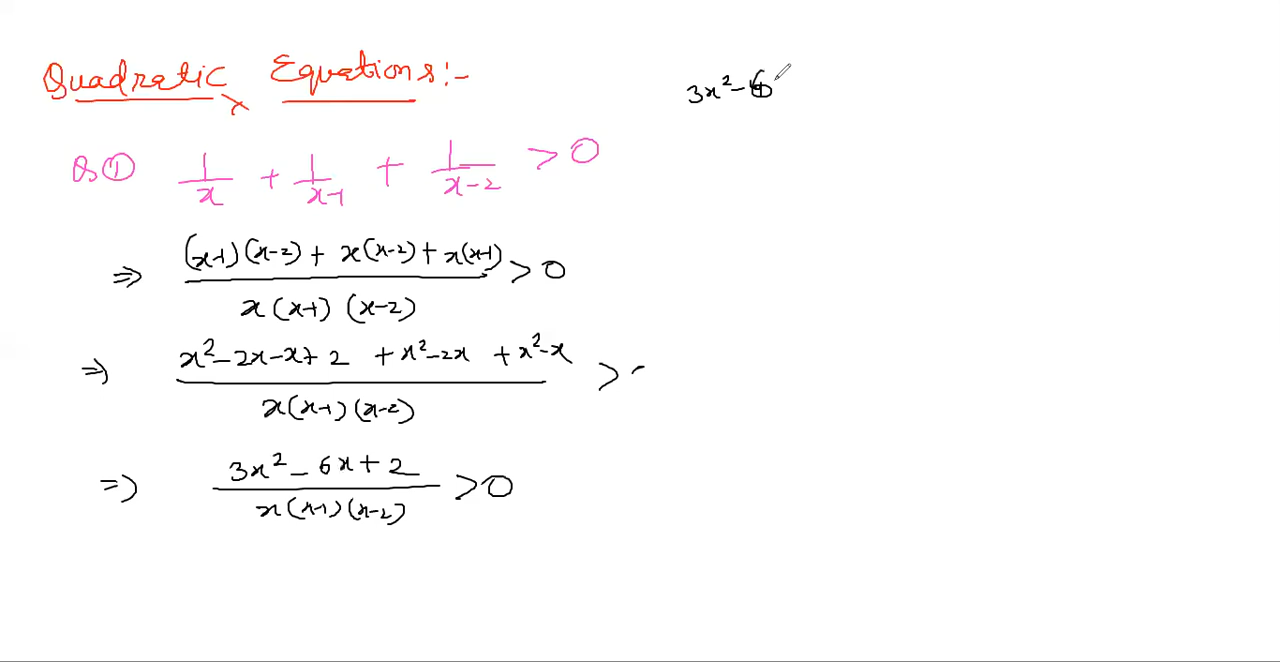 Quadratic Equations:-
Q ① 1/x + 1/(x-1) + 1/(x-2) > 0
⇒ ((x-1)(x-2) + x(x-2) + x(x-1))/(x(x-1)(x-2)) > 0
⇒ (x²-2x-x+2 + x²-2x + x²-x)/(x(x-1)(x-2)) >
⇒ (3x² - 6x + 2)/(x(x-1)(x-2)) > 0
3x² - 6